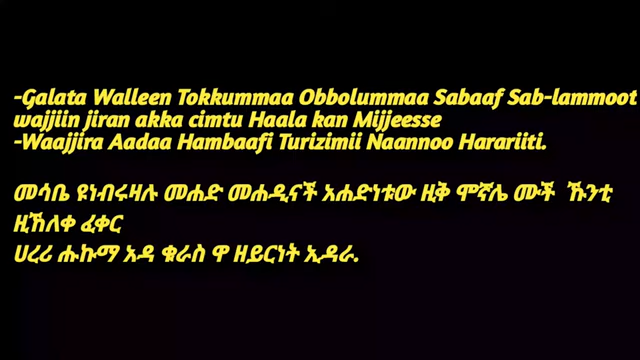 -Galata Walleen Tokkummaa Obbolummaa Sabaaf Sab-lammoot
wajjiin jiran akka cimtu Haala kan Mijjeesse
-Waajjira Aadaa Hambaafi Turizimii Naannoo Harariiti.
መሳቤ ዩነብሩዛሉ መሐድ መሐዲናች አሐድነቱው ዚቅ ሞኛሌ ሙች ኹንቲ
ዚኸለቀ ፈቀር
ሀረሪ ሑኩማ አዳ ቁራስ ዋ ዘይርነት ኢዳራ.